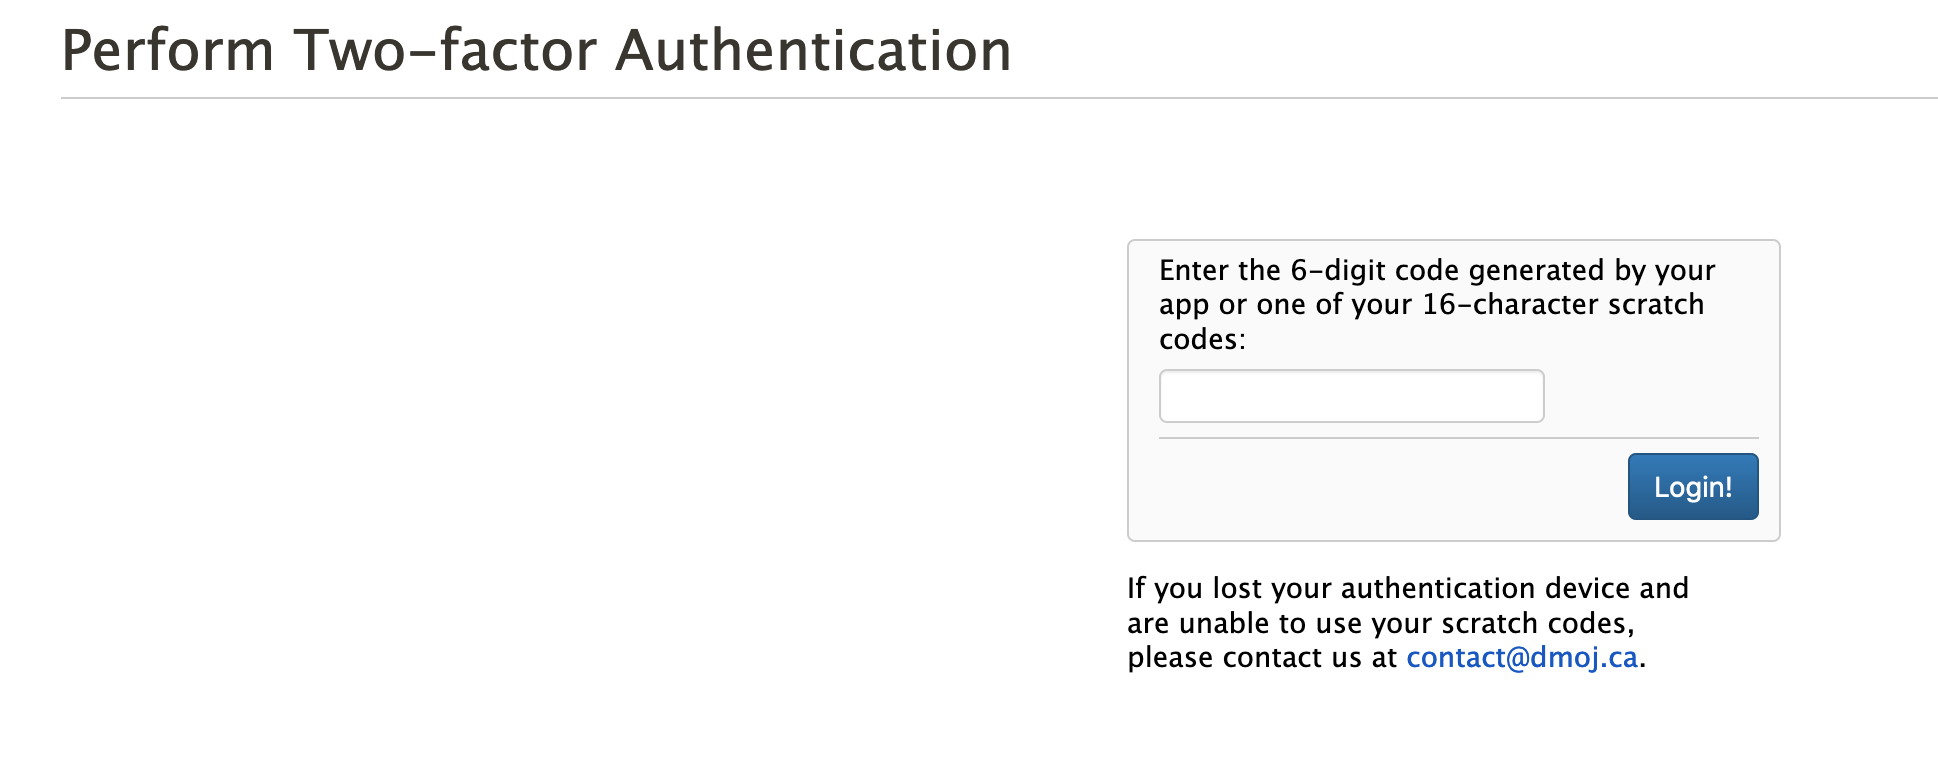 Perform Two-factor Authentication
Enter the 6-digit code generated by your
app or one of your 16-character scratch
codes:
Login!
If you lost your authentication device and
are unable to use your scratch codes,
please contact us at contact@dmoj.ca.